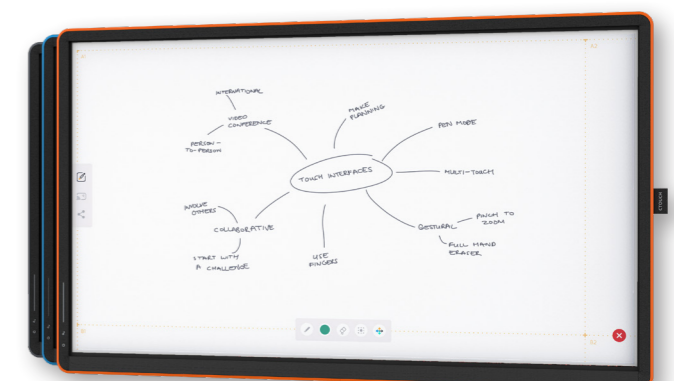 INTERNATIONAL
VIDEO
CONFERENCE
PERSON-
TO-PERSON
MAKE
PLANNING
PEN MODE
TOUCH INTERFACES
MULTI-TOUCH
INVOLVE
OTHERS
COLLABORATIVE
START WITH
A CHALLENGE
USE
FINGERS
GESTURAL
PINCH TO
ZOOM
FULL HAND
ERASER
CTOUCH